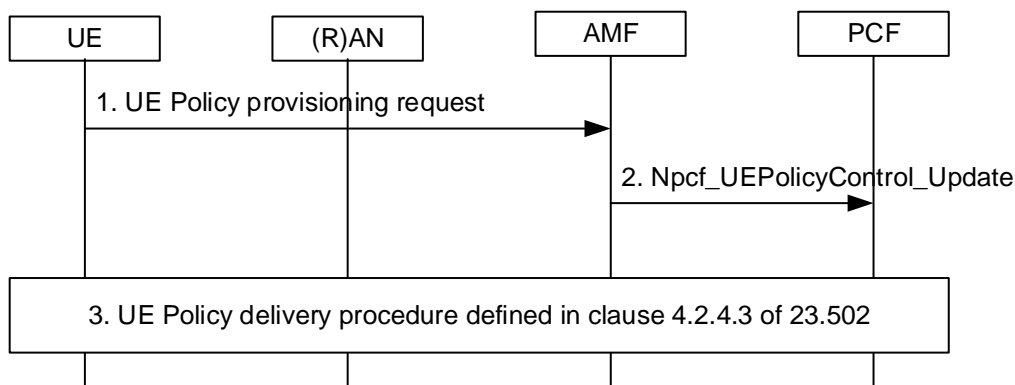 UE
(R)AN
AMF
PCF
1. UE Policy provisioning request
2. Npcf_UEPolicyControl_Update
3. UE Policy delivery procedure defined in clause 4.2.4.3 of 23.502